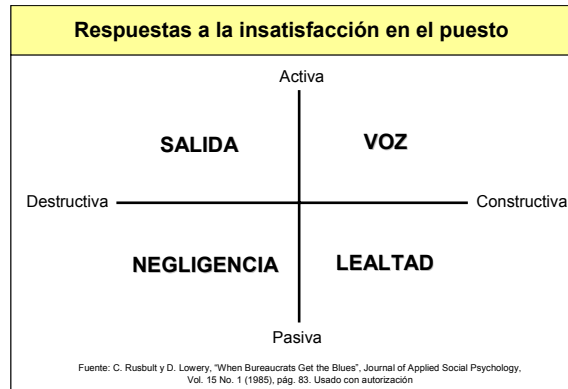 Respuestas a la insatisfacción en el puesto
Activa
SALIDA
VOZ
Destructiva
Constructiva
NEGLIGENCIA
LEALTAD
Pasiva
Fuente: C. Rusbult y D. Lowery, "When Bureaucrats Get the Blues", Journal of Applied Social Psychology,
Vol. 15 No. 1 (1985), pág. 83. Usado con autorización